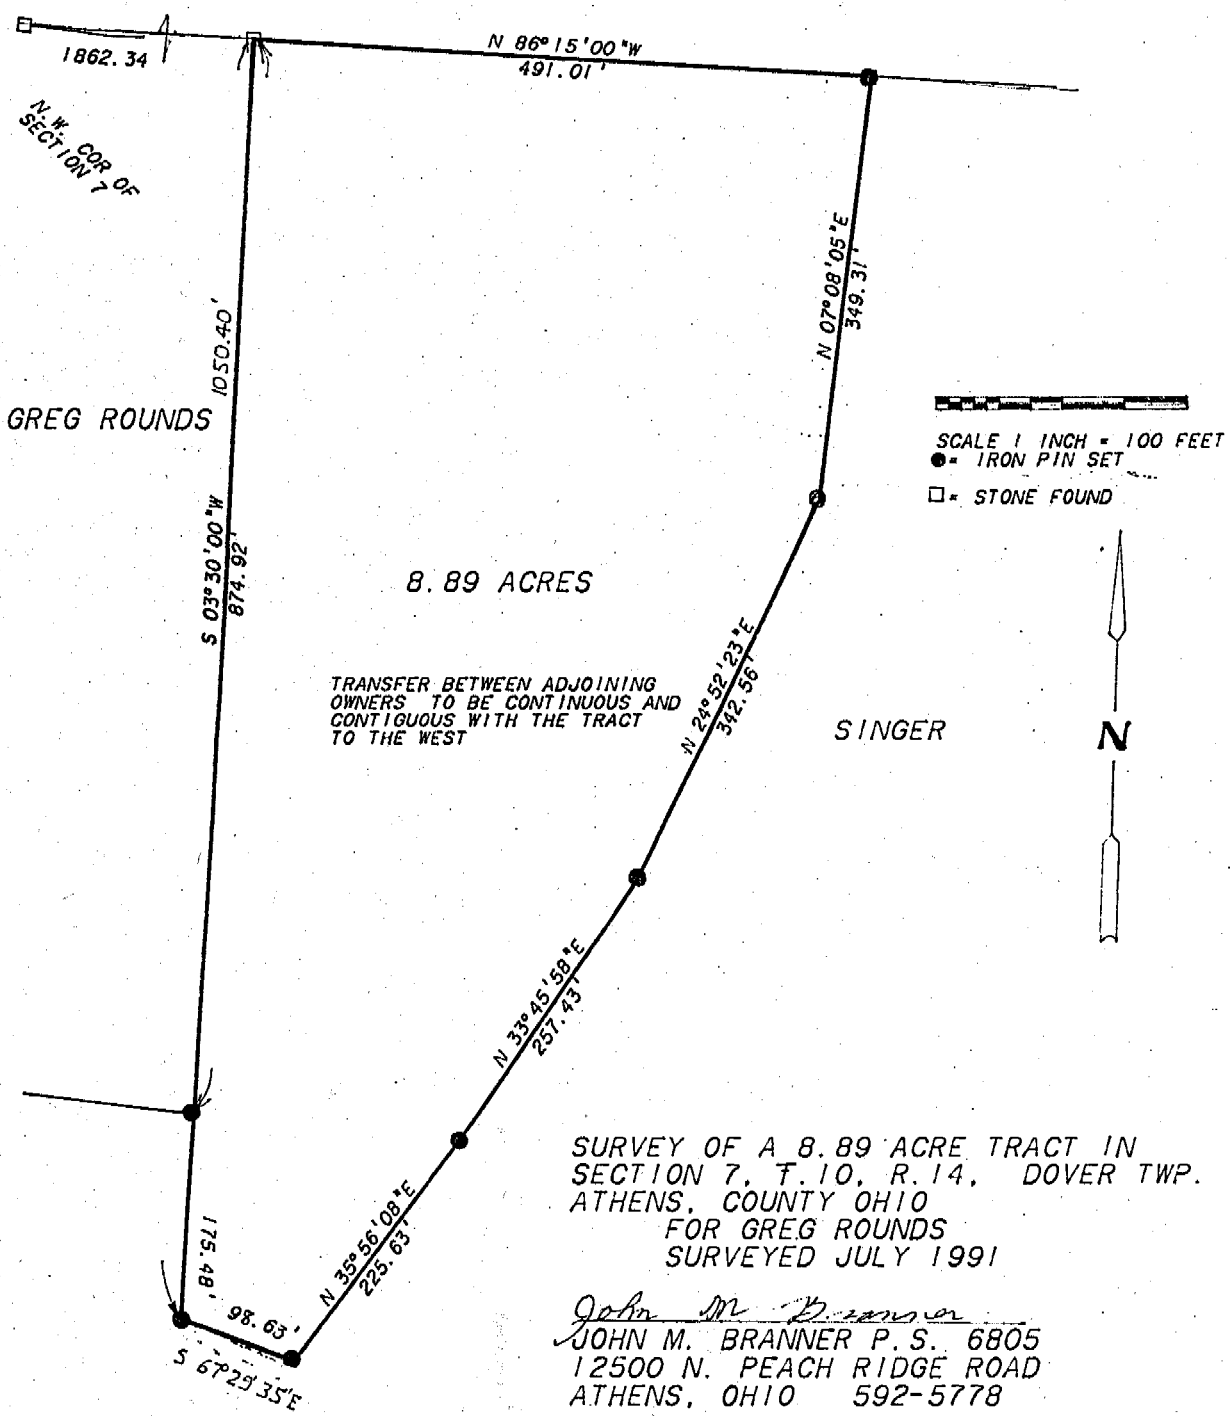 1862.34
N 86° 15' 00 "W
491.01'
N. W. COR OF
SECTION 7
N 07° 08' 05 "E
349.31'
1050.40'
GREG ROUNDS
SCALE 1 INCH = 100 FEET
= IRON PIN SET
= STONE FOUND
S 03° 30' 00 "W
874.92'
8.89 ACRES
N 24° 52' 23 "E
342.56'
TRANSFER BETWEEN ADJOINING
OWNERS TO BE CONTINUOUS AND
CONTIGUOUS WITH THE TRACT
TO THE WEST
SINGER
N
N 33° 45' 58 "E
257.43'
N 35° 56' 08 "E
225.63'
175.48'
98.63'
S 67° 29' 35"E
SURVEY OF A 8.89 ACRE TRACT IN
SECTION 7, T.10, R.14, DOVER TWP.
ATHENS, COUNTY OHIO
FOR GREG ROUNDS
SURVEYED JULY 1991
John M Branner
JOHN M. BRANNER P.S. 6805
12500 N. PEACH RIDGE ROAD
ATHENS, OHIO 592-5778